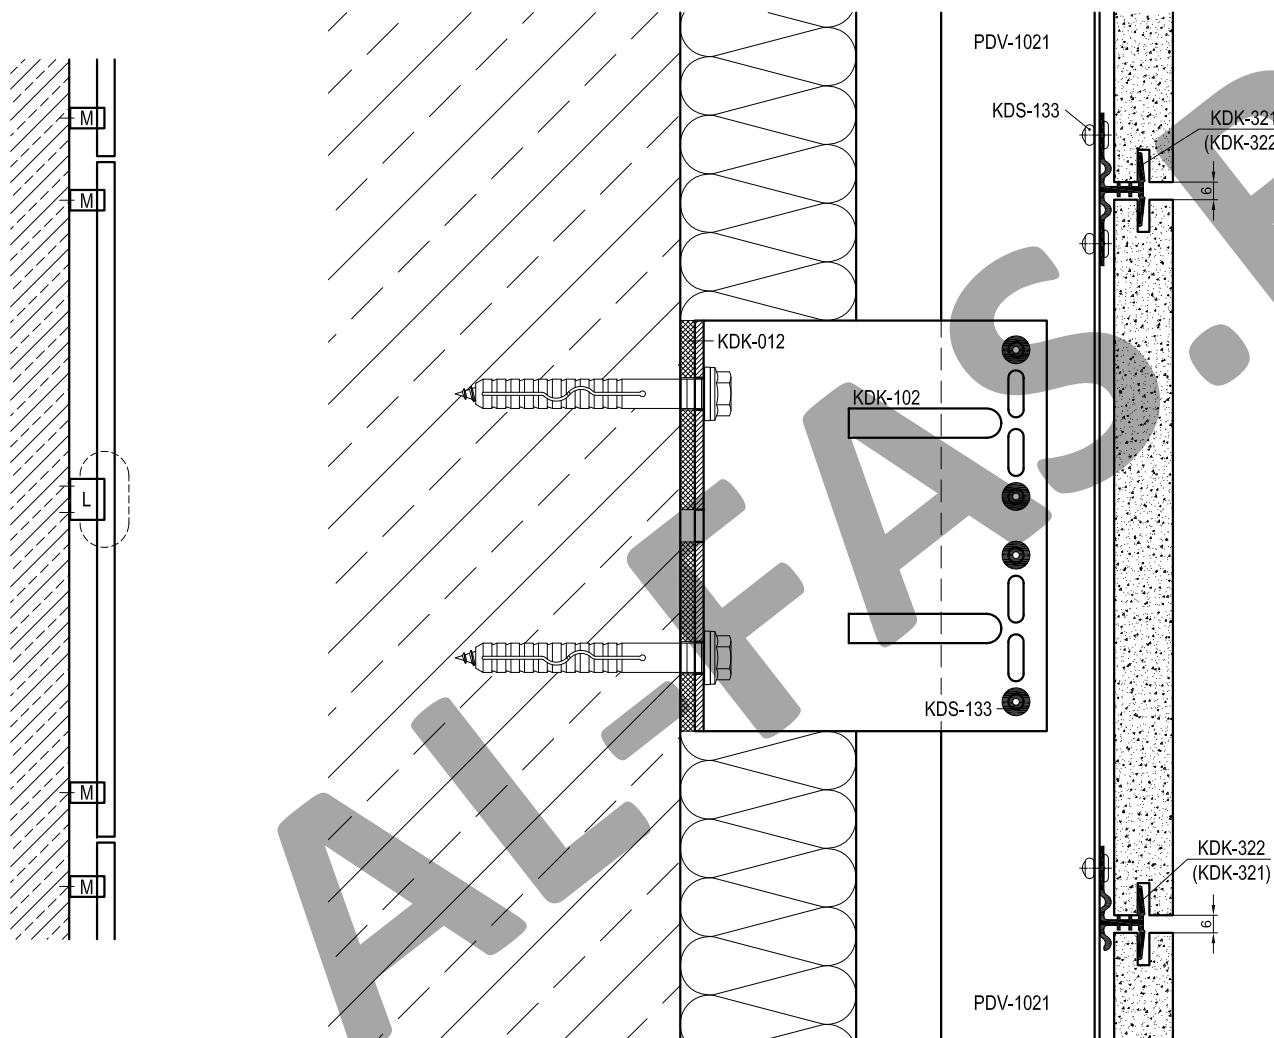 PDV-1021
KDS-133
KDK-321
(KDK-322
6
M
M
KDK-012
KDK-102
L
KDS-133
M
M
KDK-322
(KDK-321)
6
PDV-1021
AL-FAS.